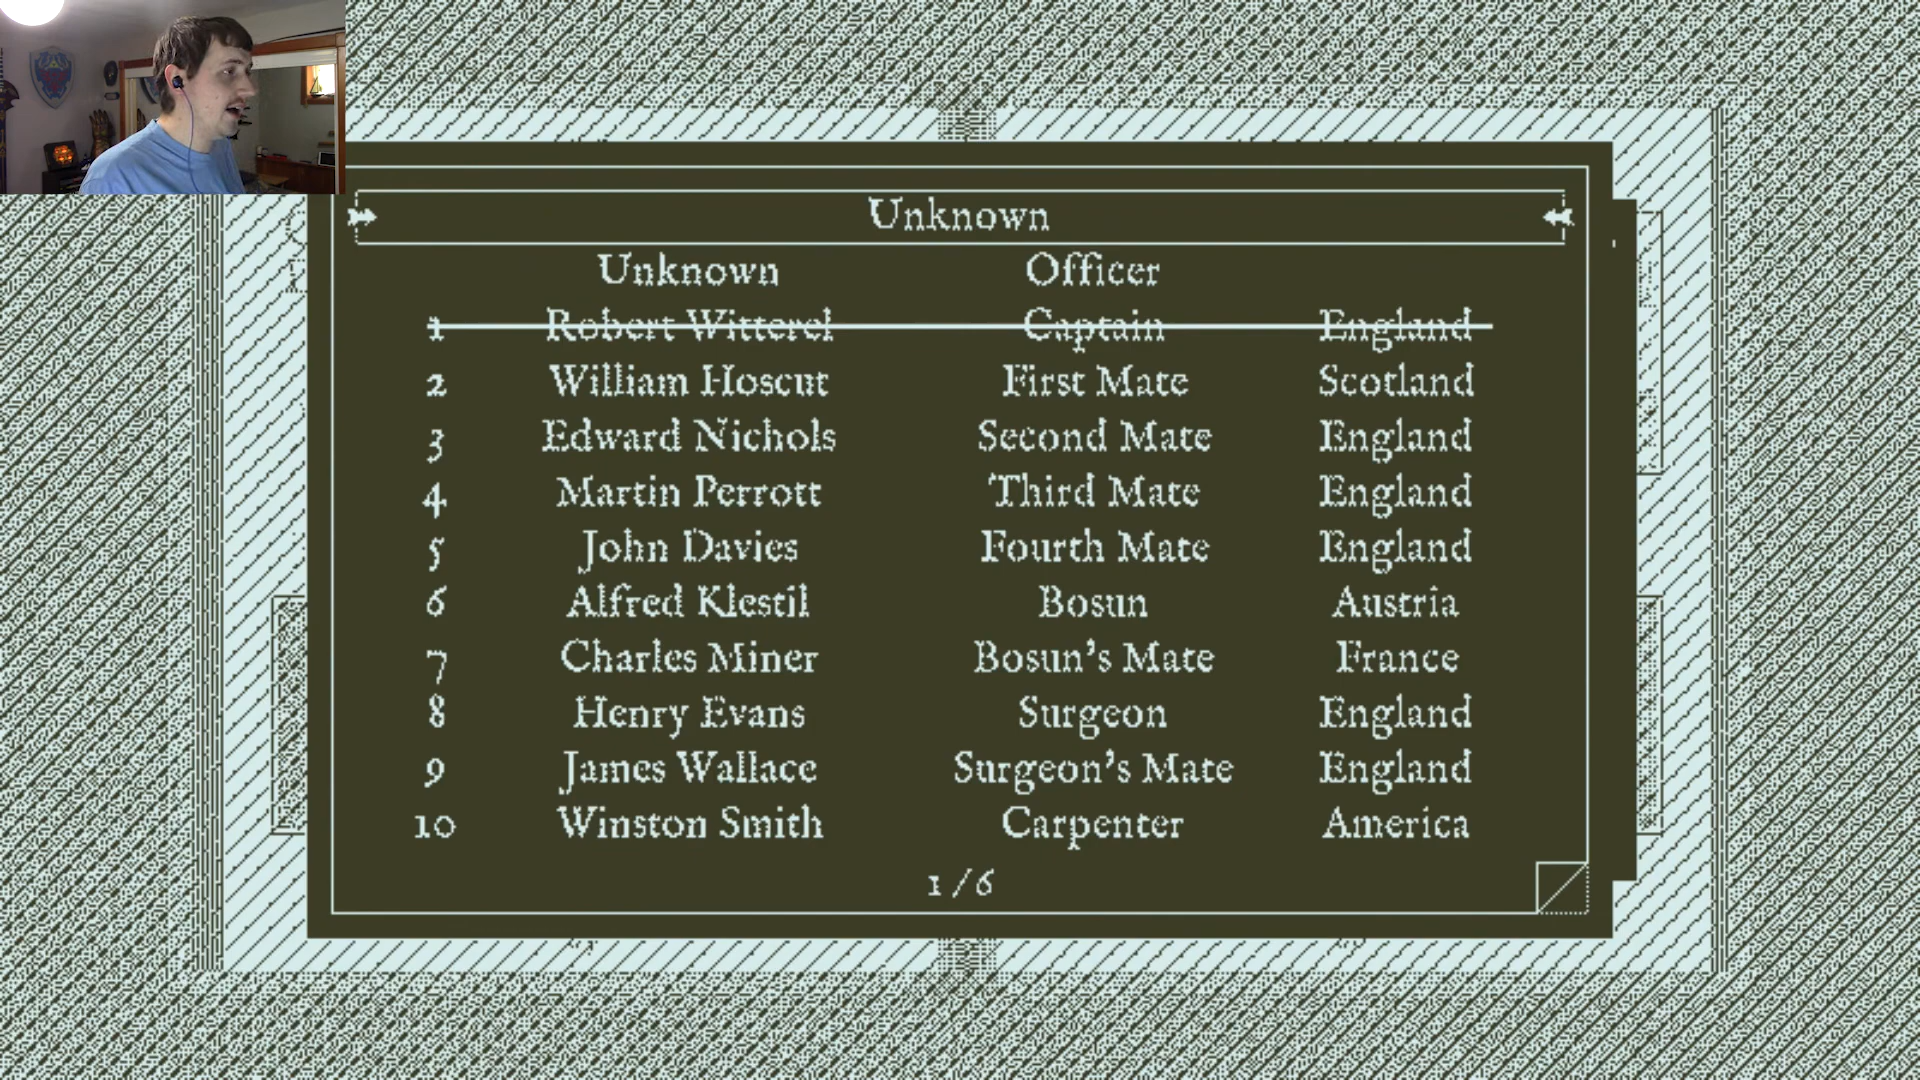 Unknown
Unknown Officer
1 Robert Witterel Captain England
2 William Hoscut First Mate Scotland
3 Edward Nichols Second Mate England
4 Martin Perrott Third Mate England
5 John Davies Fourth Mate England
6 Alfred Klestil Bosun Austria
7 Charles Miner Bosun's Mate France
8 Henry Evans Surgeon England
9 James Wallace Surgeon's Mate England
10 Winston Smith Carpenter America
1/6